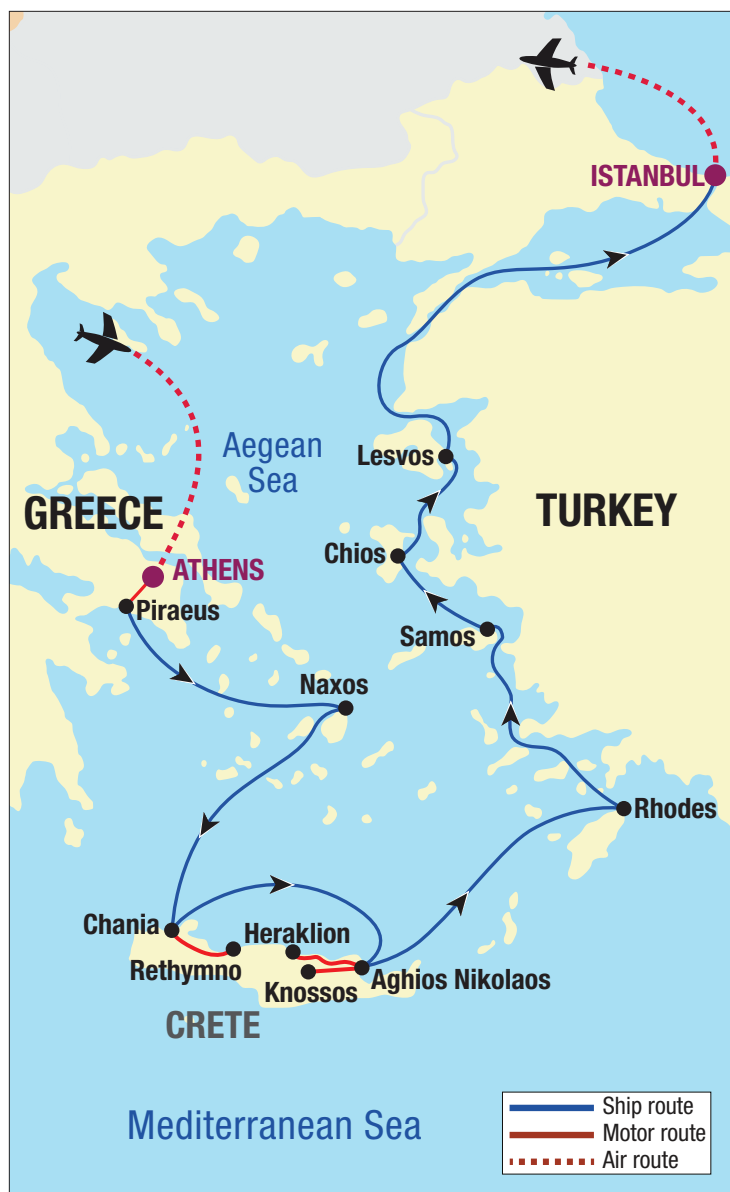 ISTANBUL
Aegean
Sea
Lesvos
GREECE
TURKEY
Chios
ATHENS
Piraeus
Samos
Naxos
Rhodes
Chania
Heraklion
Rethymno
Aghios Nikolaos
Knossos
CRETE
Mediterranean Sea
Ship route
Motor route
Air route